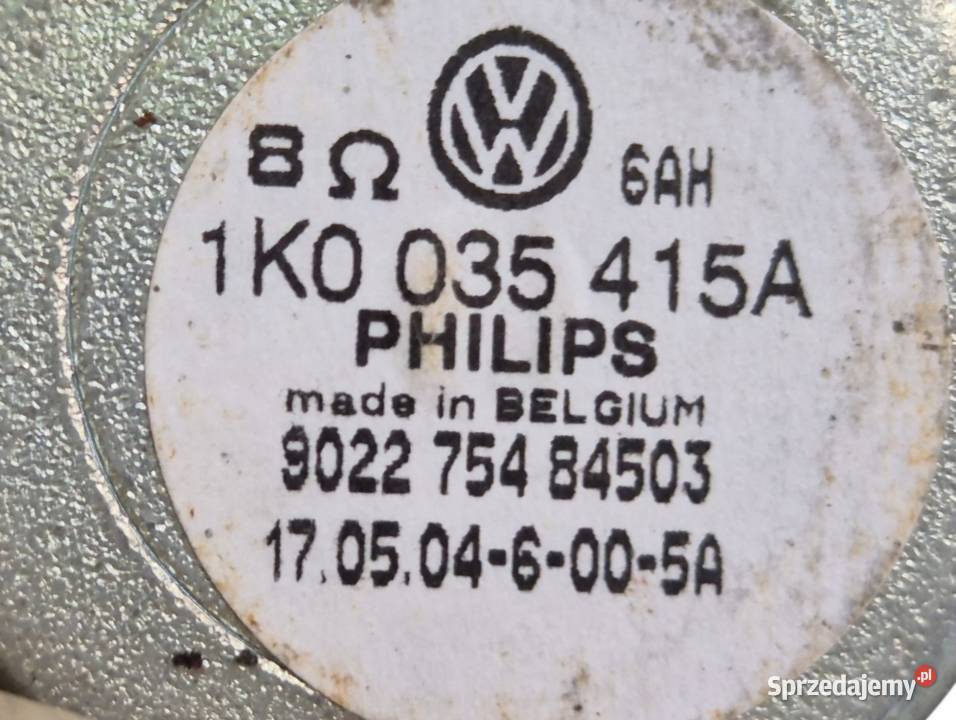 8 Ω VW 6AH
1K0 035 415A
PHILIPS
made in BELGIUM
9022 754 84503
17.05.04-6-00-5A
Sprzedajemy.pl